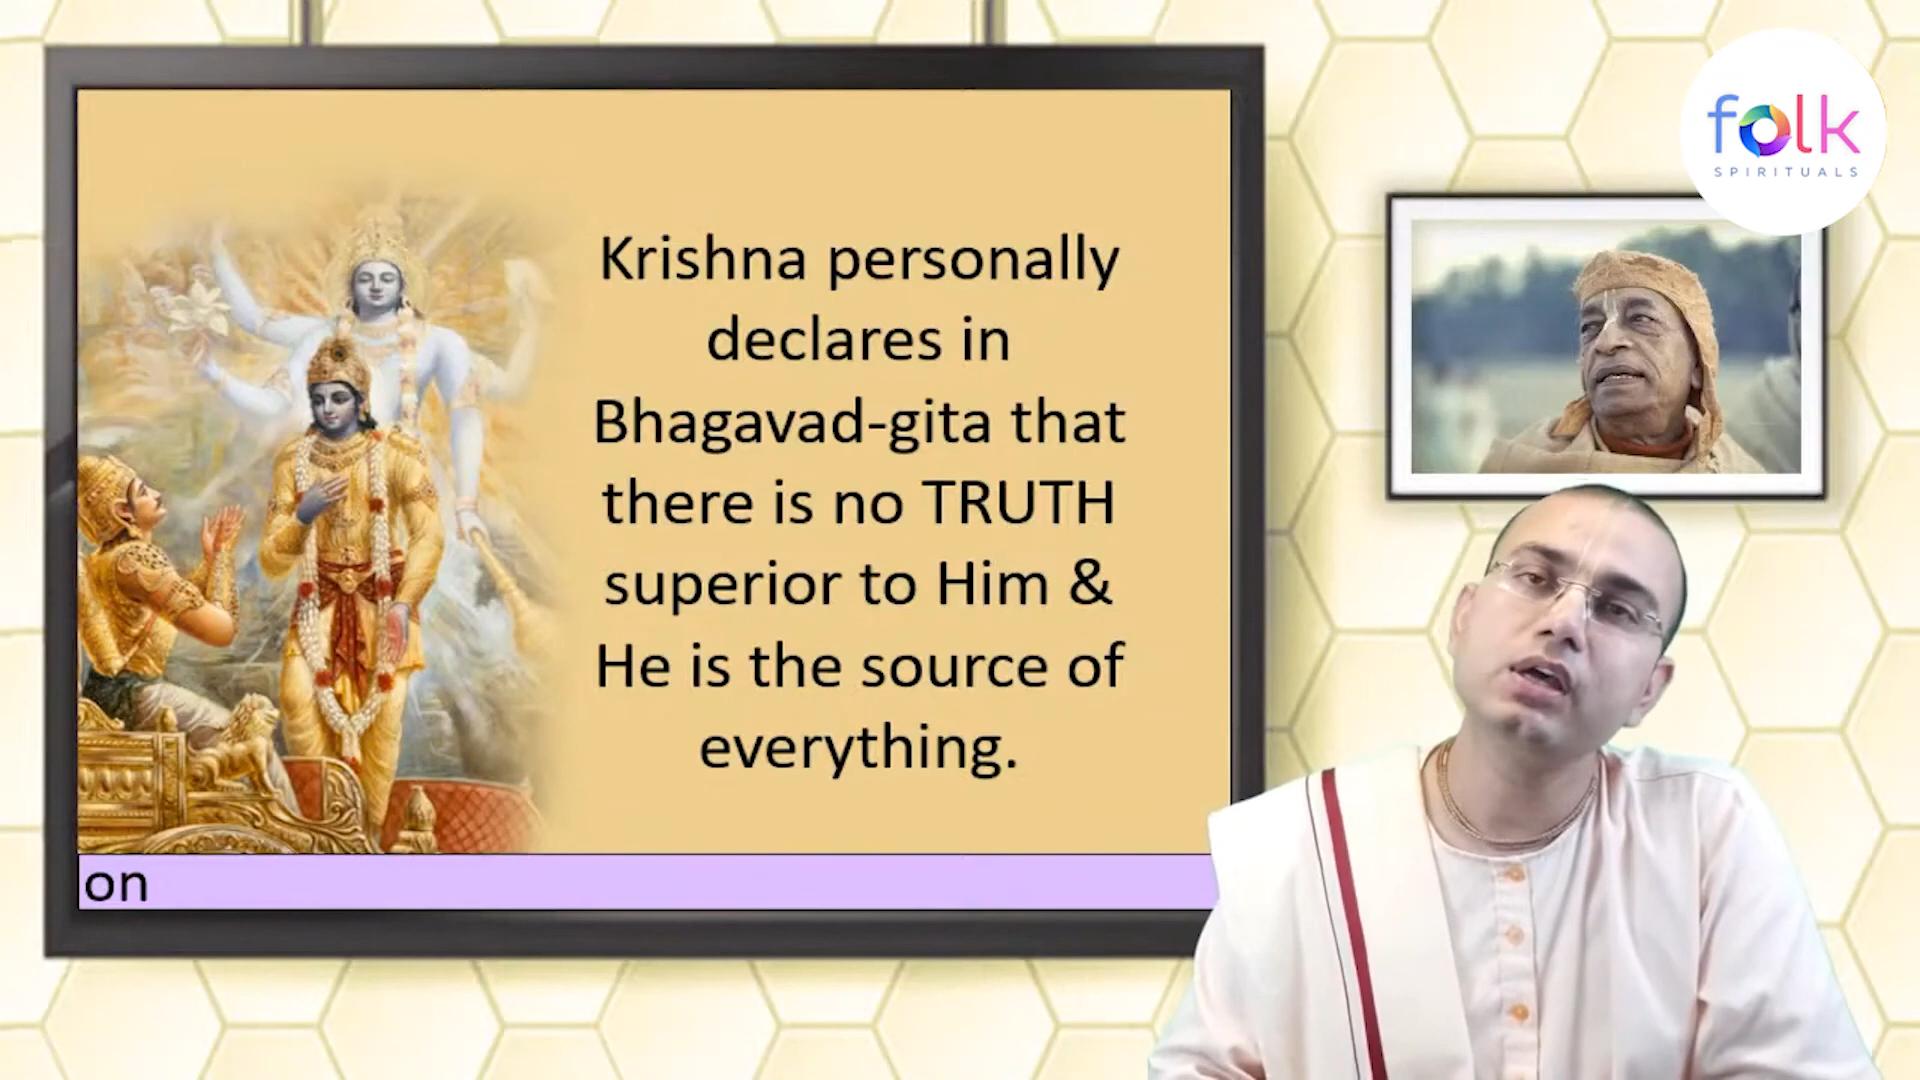 folk
SPIRITUALS
Krishna personally
declares in
Bhagavad-gita that
there is no TRUTH
superior to Him &
He is the source of
everything.
on